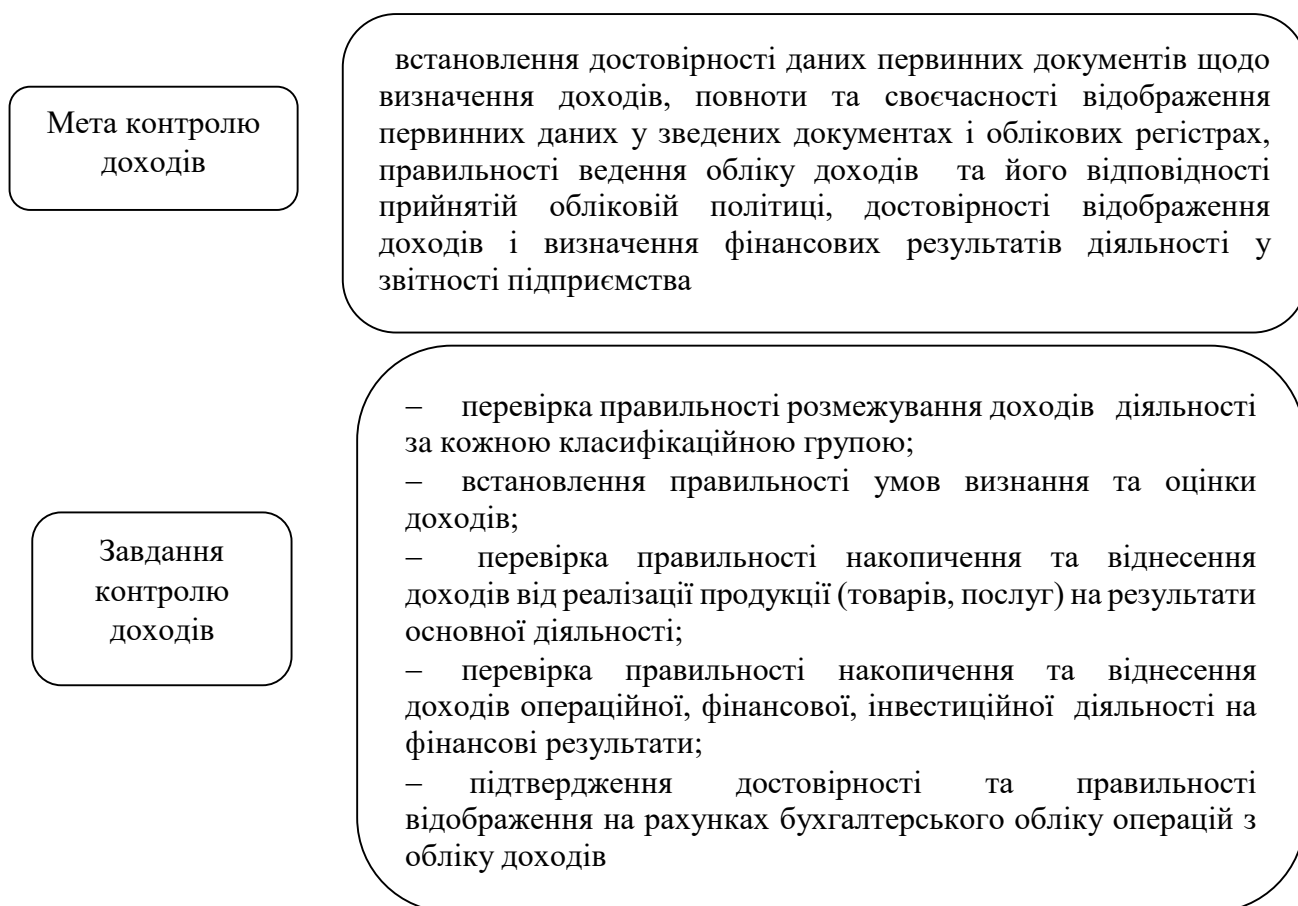 Мета контролю
доходів
встановлення достовірності даних первинних документів щодо
визначення доходів, повноти та своєчасності відображення
первинних даних у зведених документах і облікових регістрах,
правильності ведення обліку доходів та його відповідності
прийнятій обліковій політиці, достовірності відображення
доходів і визначення фінансових результатів діяльності у
звітності підприємства
Завдання
контролю
доходів
– перевірка правильності розмежування доходів діяльності
за кожною класифікаційною групою;
– встановлення правильності умов визнання та оцінки
доходів;
– перевірка правильності накопичення та віднесення
доходів від реалізації продукції (товарів, послуг) на результати
основної діяльності;
– перевірка правильності накопичення та віднесення
доходів операційної, фінансової, інвестиційної діяльності на
фінансові результати;
– підтвердження достовірності та правильності
відображення на рахунках бухгалтерського обліку операцій з
обліку доходів